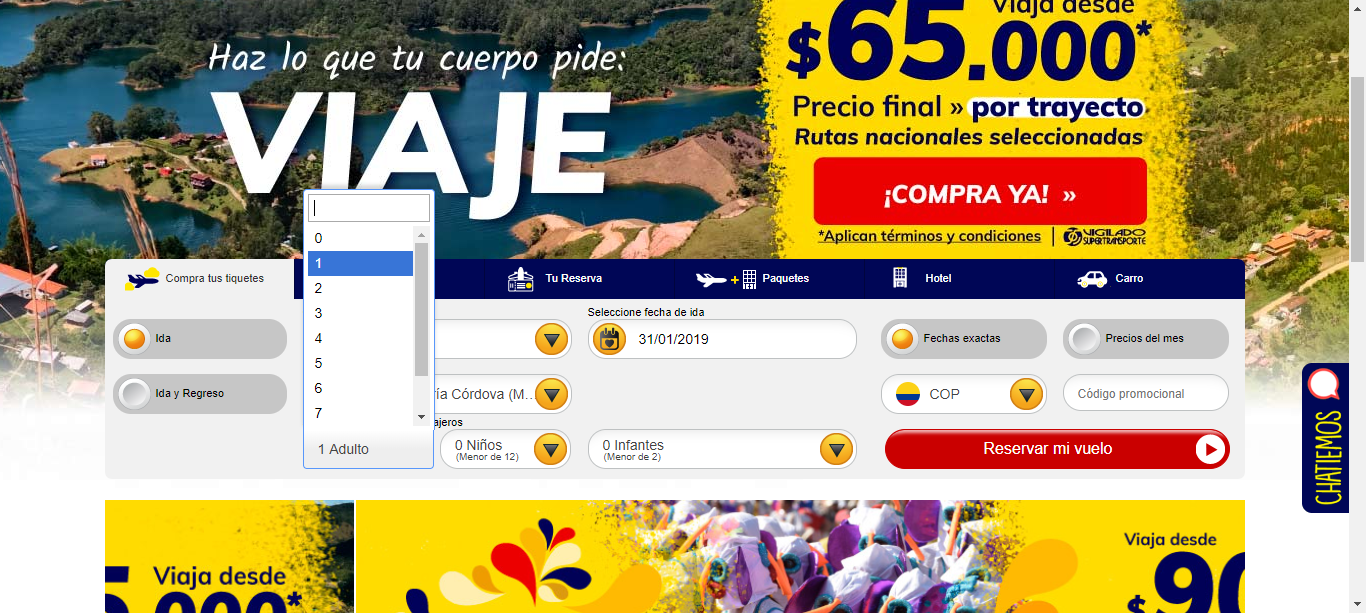 Viaja desde
$65.000*
Haz lo que tu cuerpo pide:
VIAJE
Precio final » por trayecto
Rutas nacionales seleccionadas
¡COMPRA YA! »
*Aplican términos y condiciones | VIGILADO
SUPERTRANSPORTE
0
1
2
3
4
5
6
7
1 Adulto
Compra tus tiquetes
Tu Reserva
+
Paquetes
Hotel
Carro
Seleccione fecha de ida
Ida
31/01/2019
Fechas exactas
Precios del mes
Ida y Regreso
ría Córdova (M...
COP
Código promocional
ajeros
0 Niños
(Menor de 12)
0 Infantes
(Menor de 2)
Reservar mi vuelo
CHATIEMOS
Viaja desde
5.000*
Viaja desde
$90